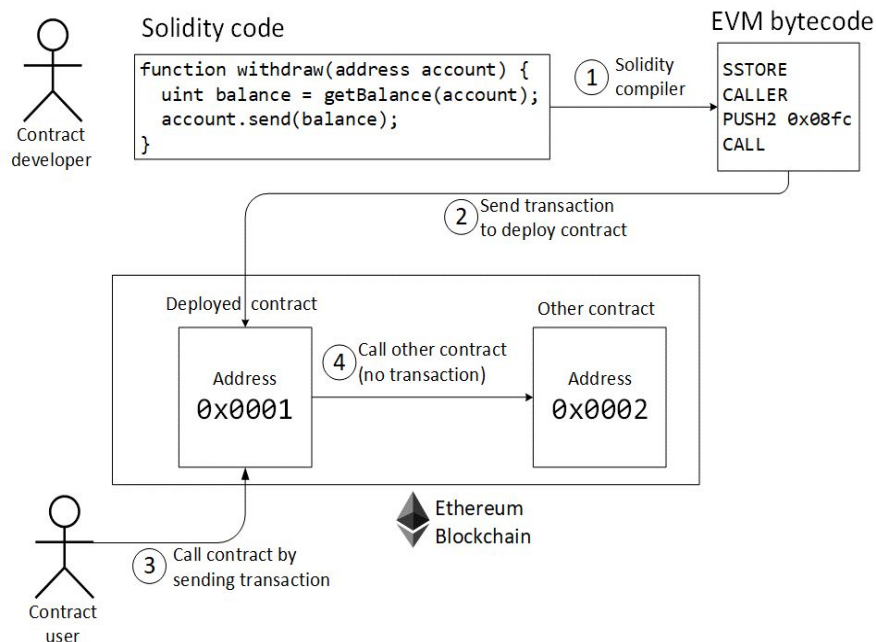 Solidity code
EVM bytecode
function withdraw(address account) {
uint balance = getBalance(account);
account.send(balance);
}
1
Solidity
compiler
SSTORE
CALLER
PUSH2 0x08fc
CALL
Contract
developer
2
Send transaction
to deploy contract
Deployed contract
Other contract
Address
0x0001
4
Call other contract
(no transaction)
Address
0x0002
Ethereum
Blockchain
3
Call contract by
sending transaction
Contract
user